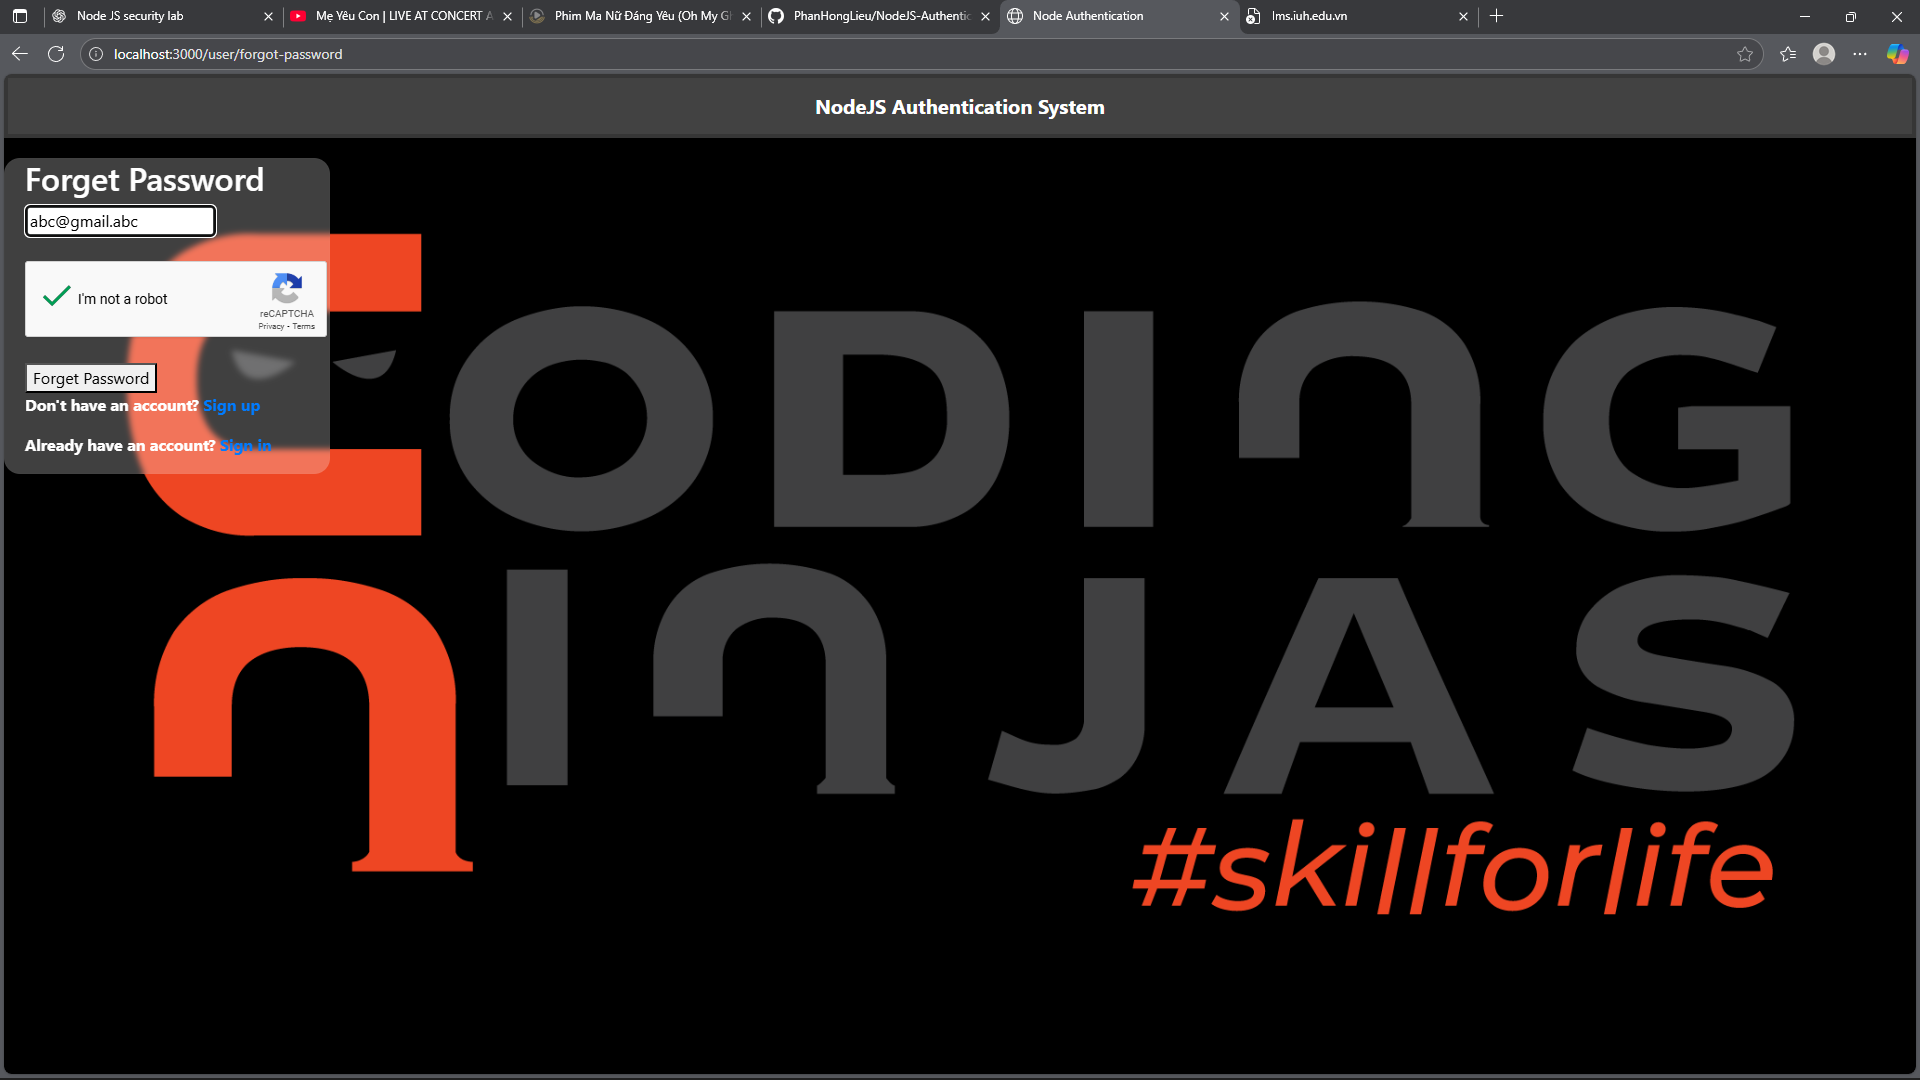 Node JS security lab
Mẹ Yêu Con | LIVE AT CONCERT A
Phim Ma Nữ Đáng Yêu (Oh My Gh
PhanHongLieu/NodeJS-Authentic
Node Authentication
lms.iuh.edu.vn
localhost:3000/user/forgot-password
NodeJS Authentication System
Forget Password
abc@gmail.abc
I'm not a robot
reCAPTCHA
Privacy - Terms
Forget Password
Don't have an account? Sign up
Already have an account? Sign in
CODING
NINJAS
#skillforlife